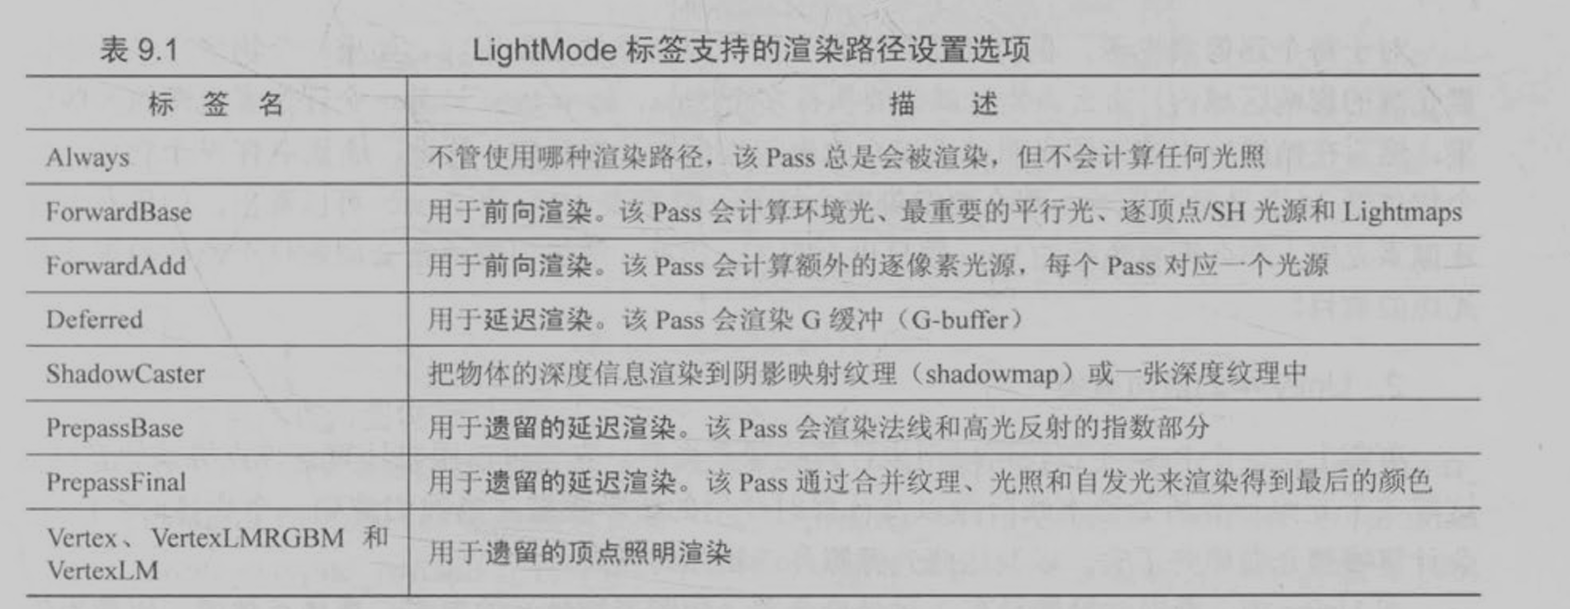 表 9.1 LightMode 标签支持的渲染路径设置选项
标 签 名 描 述
Always 不管使用哪种渲染路径，该 Pass 总是会被渲染，但不会计算任何光照
ForwardBase 用于前向渲染。该 Pass 会计算环境光、最重要的平行光、逐顶点/SH 光源和 Lightmaps
ForwardAdd 用于前向渲染。该 Pass 会计算额外的逐像素光源，每个 Pass 对应一个光源
Deferred 用于延迟渲染。该 Pass 会渲染 G 缓冲（G-buffer）
ShadowCaster 把物体的深度信息渲染到阴影映射纹理（shadowmap）或一张深度纹理中
PrepassBase 用于遗留的延迟渲染。该 Pass 会渲染法线和高光反射的指数部分
PrepassFinal 用于遗留的延迟渲染。该 Pass 通过合并纹理、光照和自发光来渲染得到最后的颜色
Vertex、VertexLMRGBM 和
VertexLM 用于遗留的顶点照明渲染